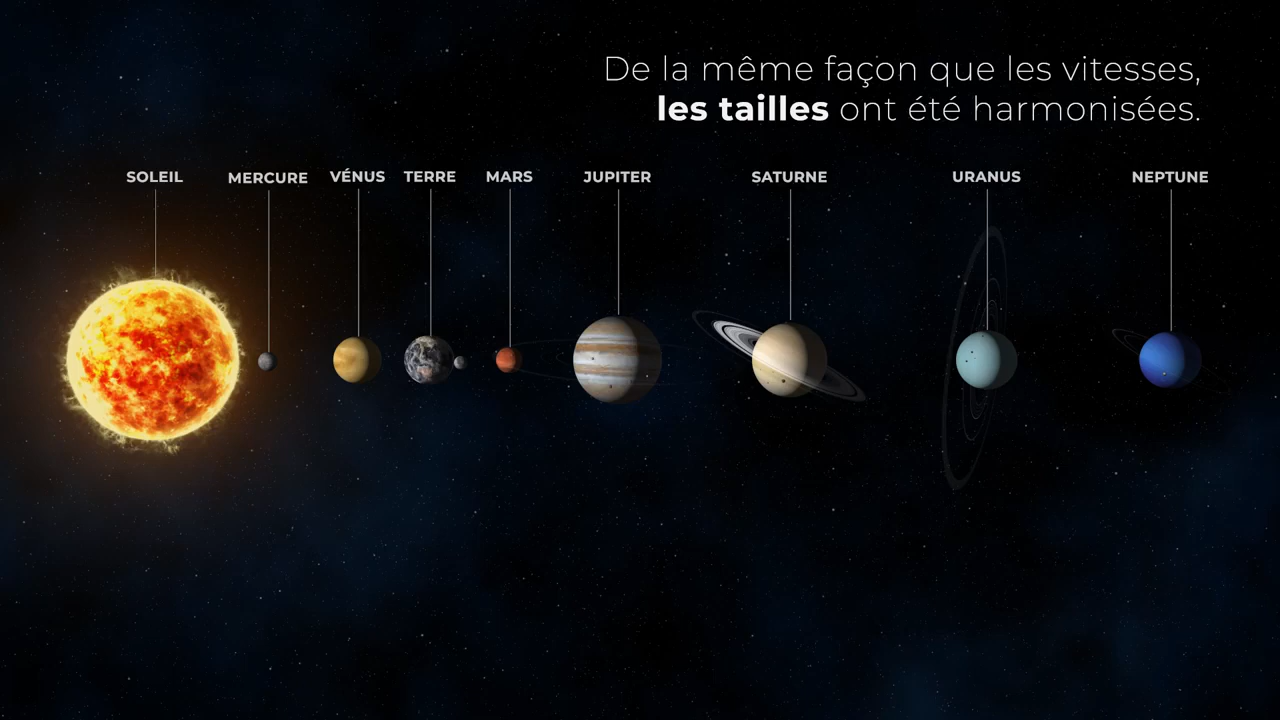 De la même façon que les vitesses,
les tailles ont été harmonisées.
SOLEIL MERCURE VÉNUS TERRE MARS JUPITER SATURNE URANUS NEPTUNE